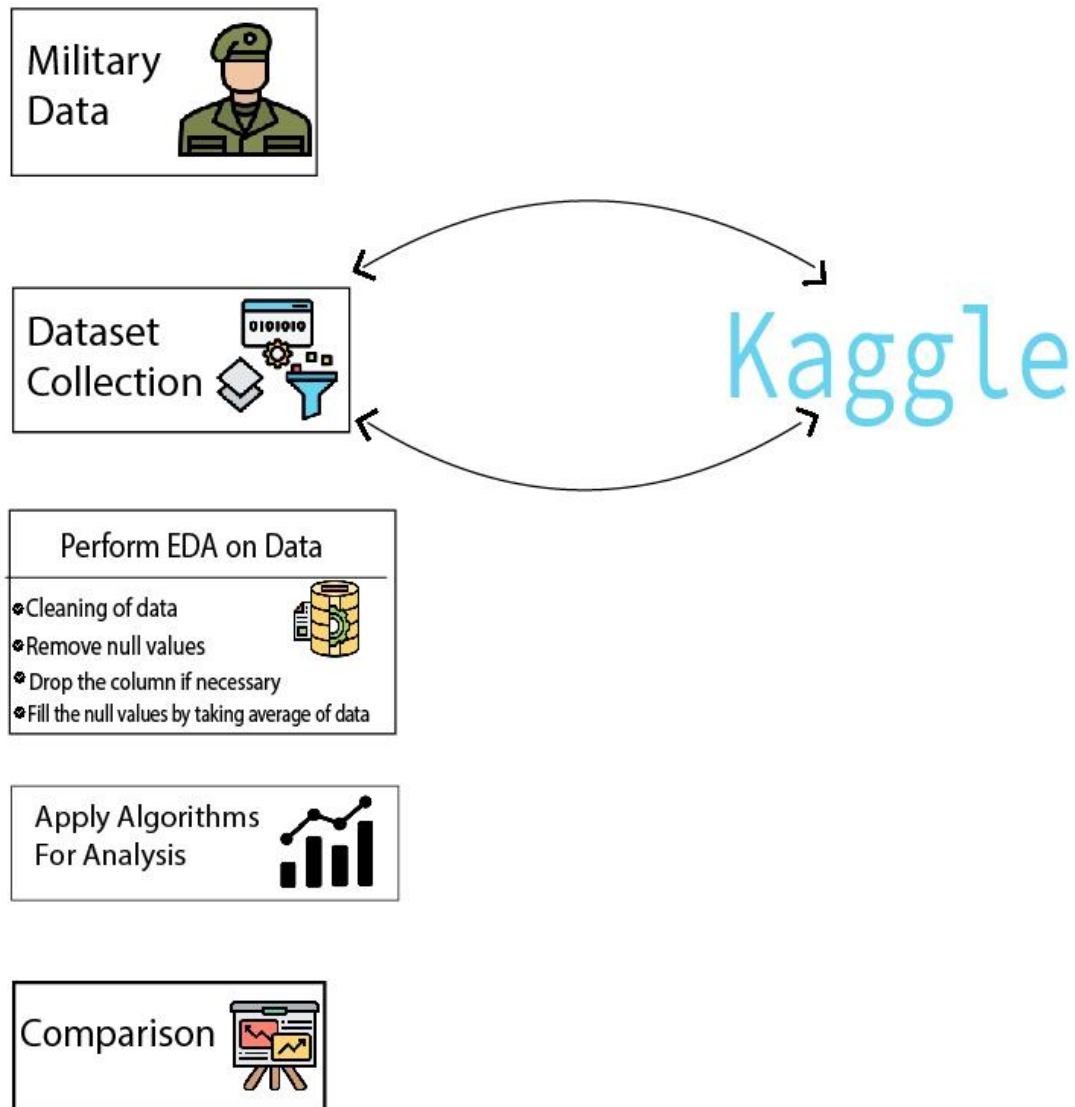 Military
Data
Dataset
Collection
0101010
Kaggle
Perform EDA on Data
Cleaning of data
Remove null values
Drop the column if necessary
Fill the null values by taking average of data
Apply Algorithms
For Analysis
Comparison